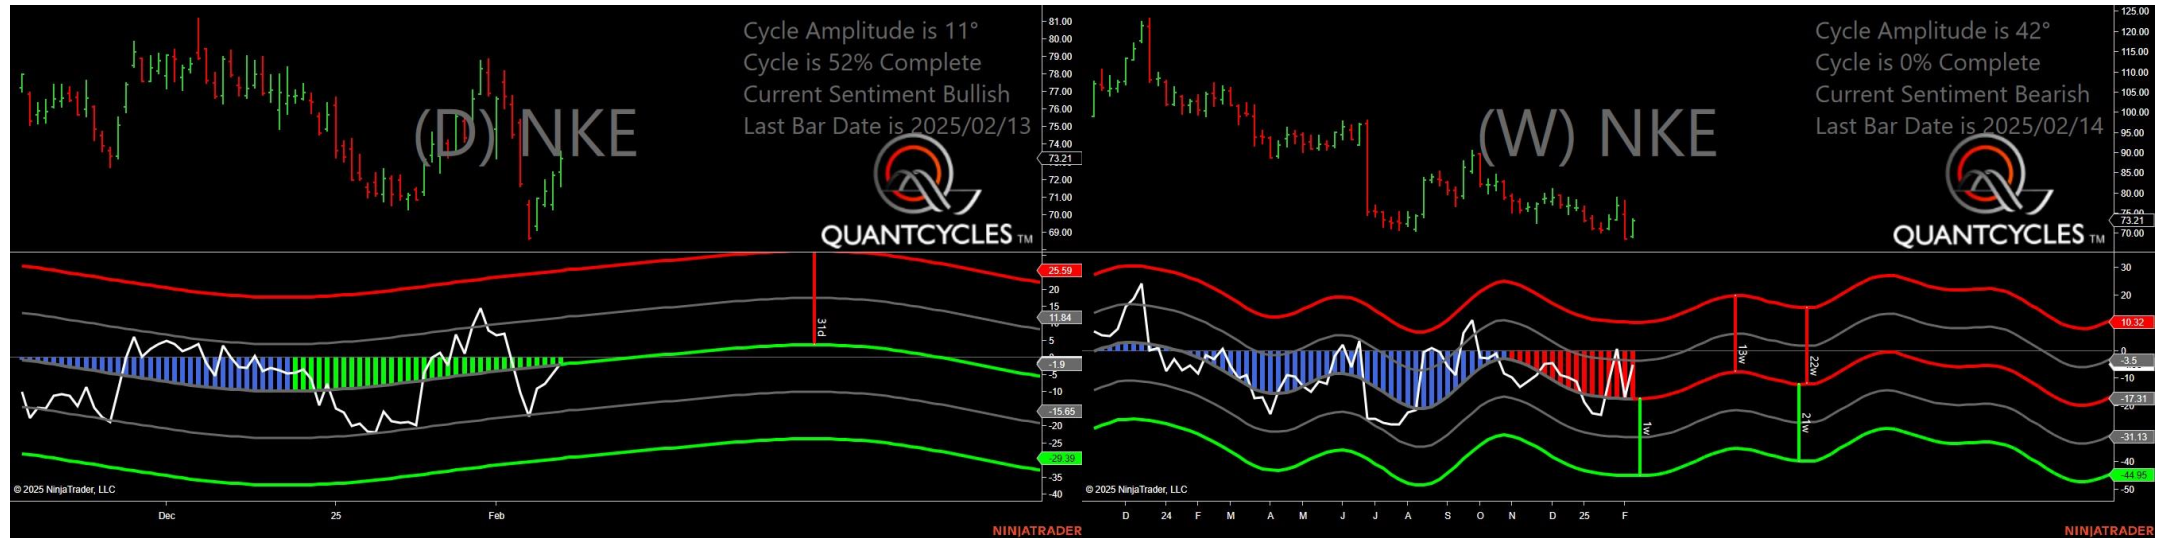 Cycle Amplitude is 11°
Cycle is 52% Complete
Current Sentiment Bullish
Last Bar Date is 2025/02/13
(D) NKE
QUANTCYCLES TM
81.00
80.00
79.00
78.00
77.00
76.00
75.00
74.00
73.21
72.00
71.00
70.00
69.00
31d
25.59
20
15
11.84
5
0
-1.9
-5
-10
-15.65
-20
-25
-29.39
-35
-40
© 2025 NinjaTrader, LLC
Dec
25
Feb
NINJATRADER
Cycle Amplitude is 42°
Cycle is 0% Complete
Current Sentiment Bearish
Last Bar Date is 2025/02/14
(W) NKE
QUANTCYCLES TM
125.00
120.00
115.00
110.00
105.00
100.00
95.00
90.00
85.00
80.00
75.00
73.21
70.00
13w
22w
1w
21w
30
20
10.32
0
-3.5
-10
-17.31
-20
-31.13
-40
-44.95
-50
© 2025 NinjaTrader, LLC
D 24 F M A M J J A S O N D 25 F
NINJATRADER